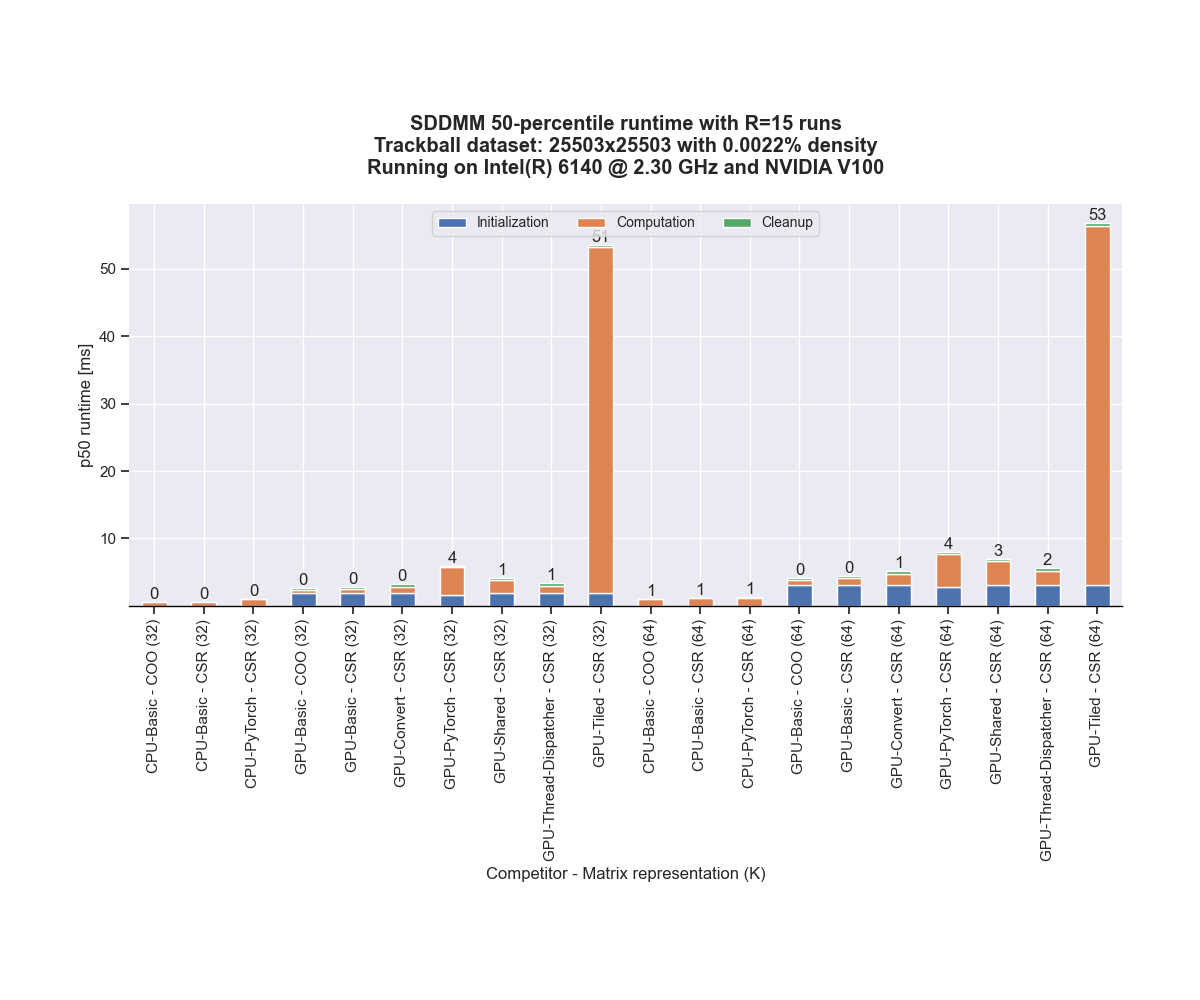 SDDMM 50-percentile runtime with R=15 runs
Trackball dataset: 25503x25503 with 0.0022% density
Running on Intel(R) 6140 @ 2.30 GHz and NVIDIA V100
Initialization Computation Cleanup
p50 runtime [ms]
50
40
30
20
10
0 0 0 0 0 0 4 1 1 51 1 1 1 0 0 1 4 3 2 53
CPU-Basic - COO (32)
CPU-Basic - CSR (32)
CPU-PyTorch - CSR (32)
GPU-Basic - COO (32)
GPU-Basic - CSR (32)
GPU-Convert - CSR (32)
GPU-PyTorch - CSR (32)
GPU-Shared - CSR (32)
GPU-Thread-Dispatcher - CSR (32)
GPU-Tiled - CSR (32)
CPU-Basic - COO (64)
CPU-Basic - CSR (64)
CPU-PyTorch - CSR (64)
GPU-Basic - COO (64)
GPU-Basic - CSR (64)
GPU-Convert - CSR (64)
GPU-PyTorch - CSR (64)
GPU-Shared - CSR (64)
GPU-Thread-Dispatcher - CSR (64)
GPU-Tiled - CSR (64)
Competitor - Matrix representation (K)